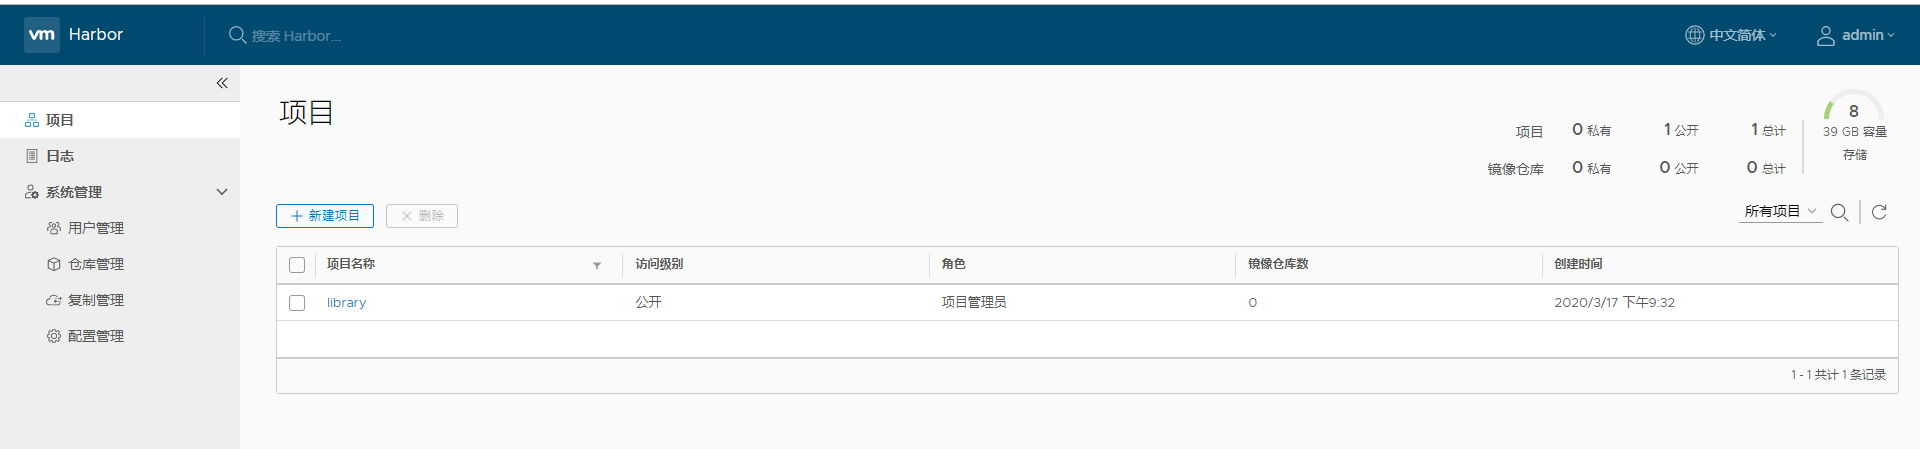 vm Harbor 搜索 Harbor... 中文简体 admin
项目
日志
系统管理
用户管理
仓库管理
复制管理
配置管理
项目
项目 0 私有 1 公开 1 总计
镜像仓库 0 私有 0 公开 0 总计
8
39 GB 容量
存储
新建项目 删除 所有项目
项目名称 访问级别 角色 镜像仓库数 创建时间
library 公开 项目管理员 0 2020/3/17 下午9:32
1 - 1 共计 1 条记录